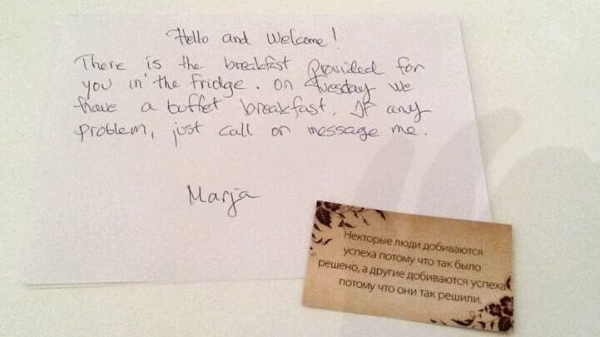 Hello and Welcome!
There is the breakfast provided for
you in the fridge. On Tuesday we
have a buffet breakfast. If any
problem, just call or message me.
Marja
Некоторые люди добиваются
успеха потому что так было
решено, а другие добиваются успеха
потому что они так решили.